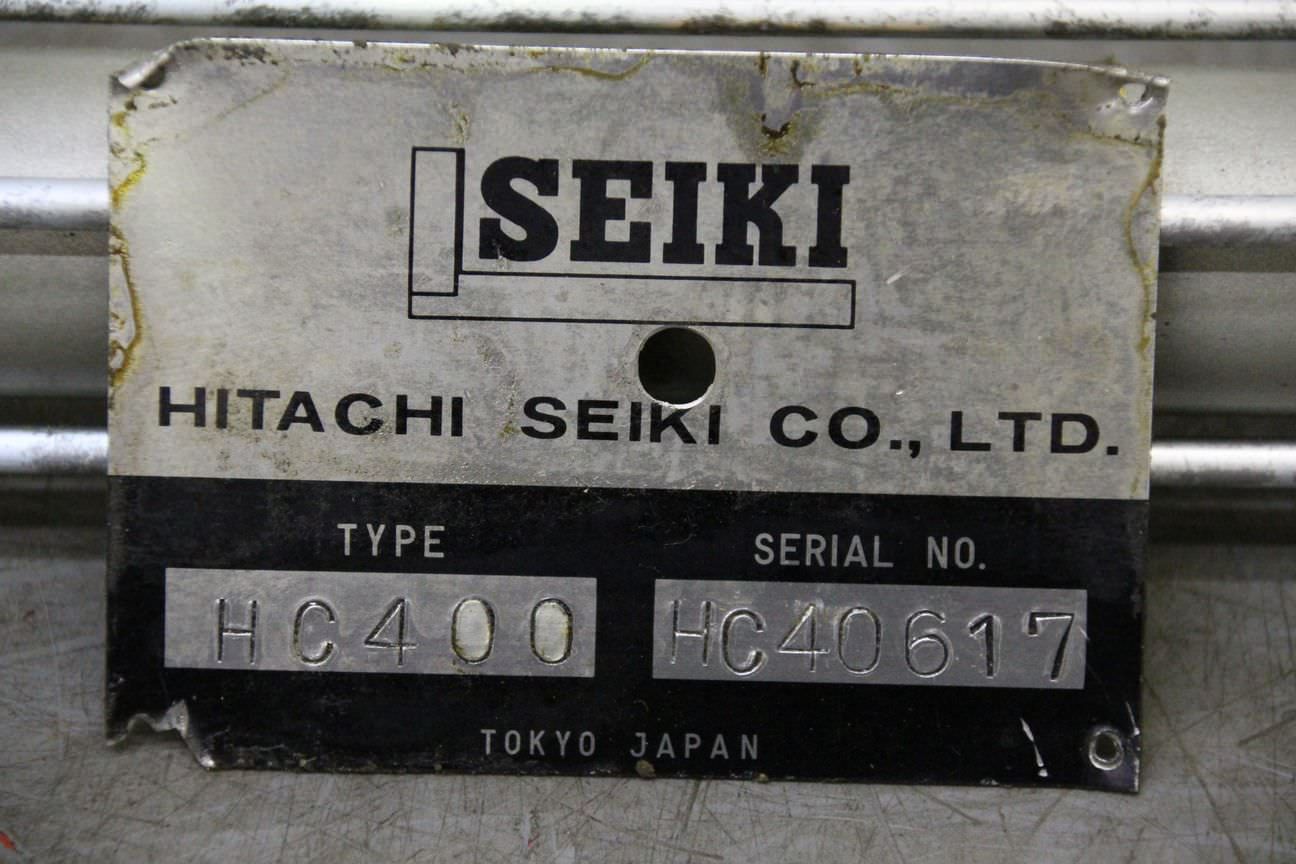 SEIKI
HITACHI SEIKI CO., LTD.
TYPE SERIAL NO.
HC400 HC40617
TOKYO JAPAN